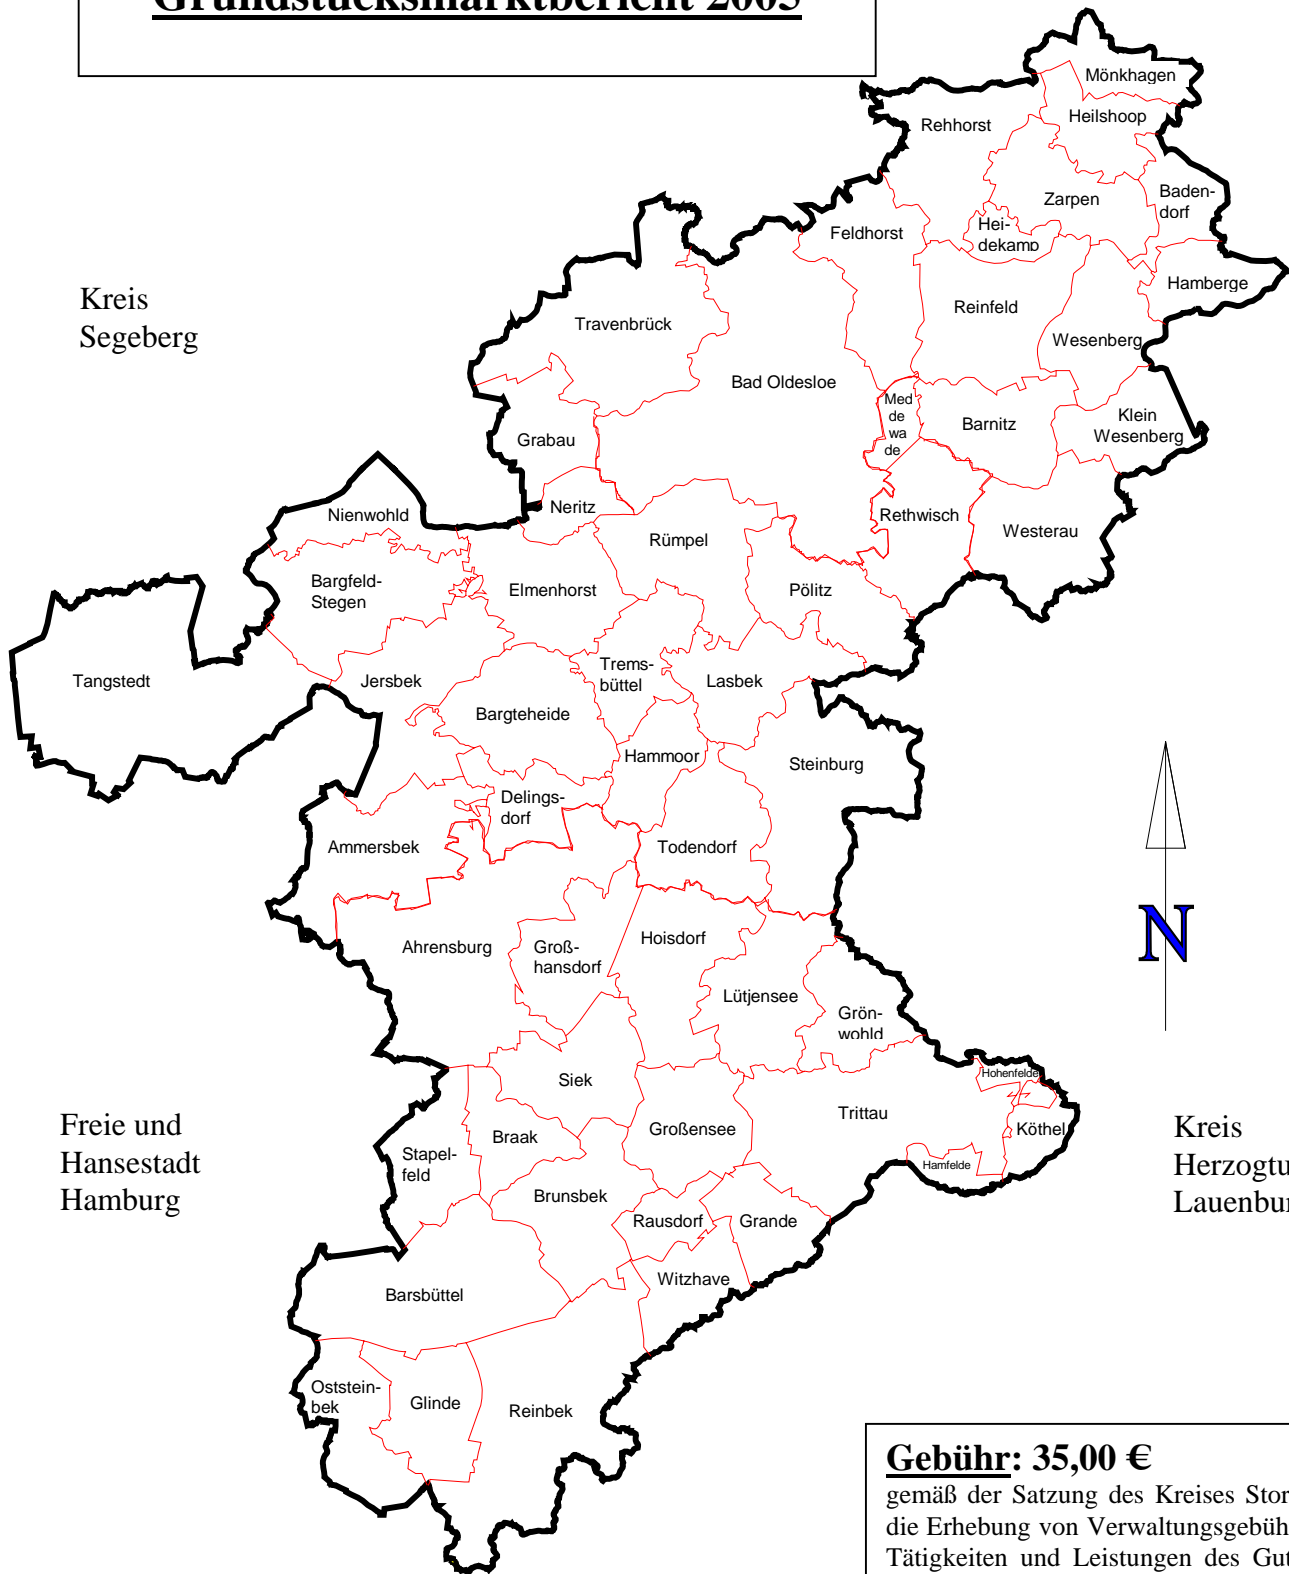 Grundstücksmarktbericht 2005
Mönkhagen
Heilshoop
Rehhorst
Zarpen
Baden-
dorf
Hei-
dekamp
Feldhorst
Hamberge
Kreis
Segeberg
Travenbrück
Reinfeld
Wesenberg
Bad Oldesloe
Med
de
wa
de
Barnitz
Klein
Wesenberg
Grabau
Neritz
Nienwohld
Rethwisch
Westerau
Rümpel
Bargfeld-
Stegen
Elmenhorst
Pölitz
Tangstedt
Jersbek
Trems-
büttel
Lasbek
Bargteheide
Hammoor
Steinburg
Delings-
dorf
Ammersbek
Todendorf
Ahrensburg
Groß-
hansdorf
Hoisdorf
N
Lütjensee
Grön-
wohld
Siek
Hohenfelde
Trittau
Großensee
Braak
Köthel
Stapel-
feld
Hamfelde
Freie und
Hansestadt
Hamburg
Kreis
Herzogtu
Lauenbur
Brunsbek
Rausdorf
Grande
Witzhave
Barsbüttel
Oststein-
bek
Glinde
Reinbek
Gebühr: 35,00 €
gemäß der Satzung des Kreises Stor
die Erhebung von Verwaltungsgebüh
Tätigkeiten und Leistungen des Gut